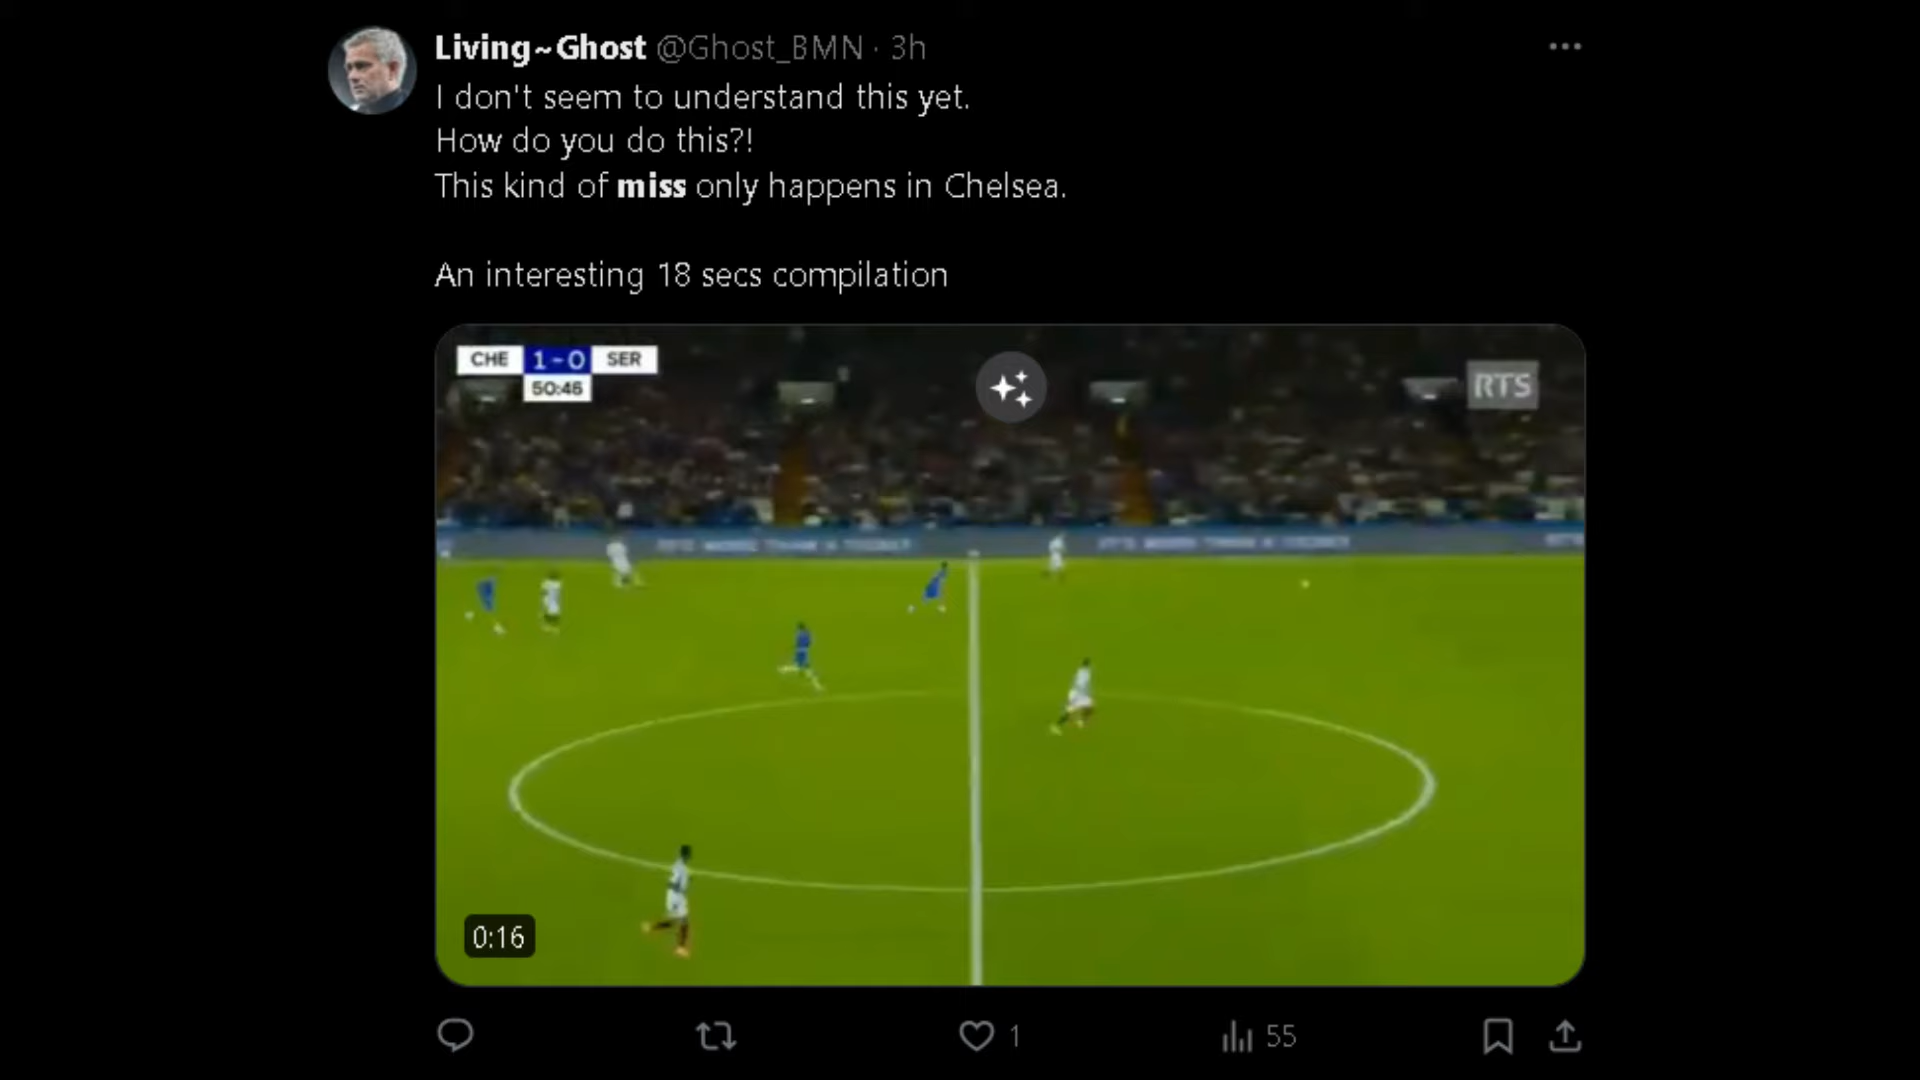 Living~Ghost @Ghost_BMN · 3h
I don't seem to understand this yet.
How do you do this?!
This kind of miss only happens in Chelsea.
An interesting 18 secs compilation
CHE 1-0 SER
50:46
RTS
0:16
1
55